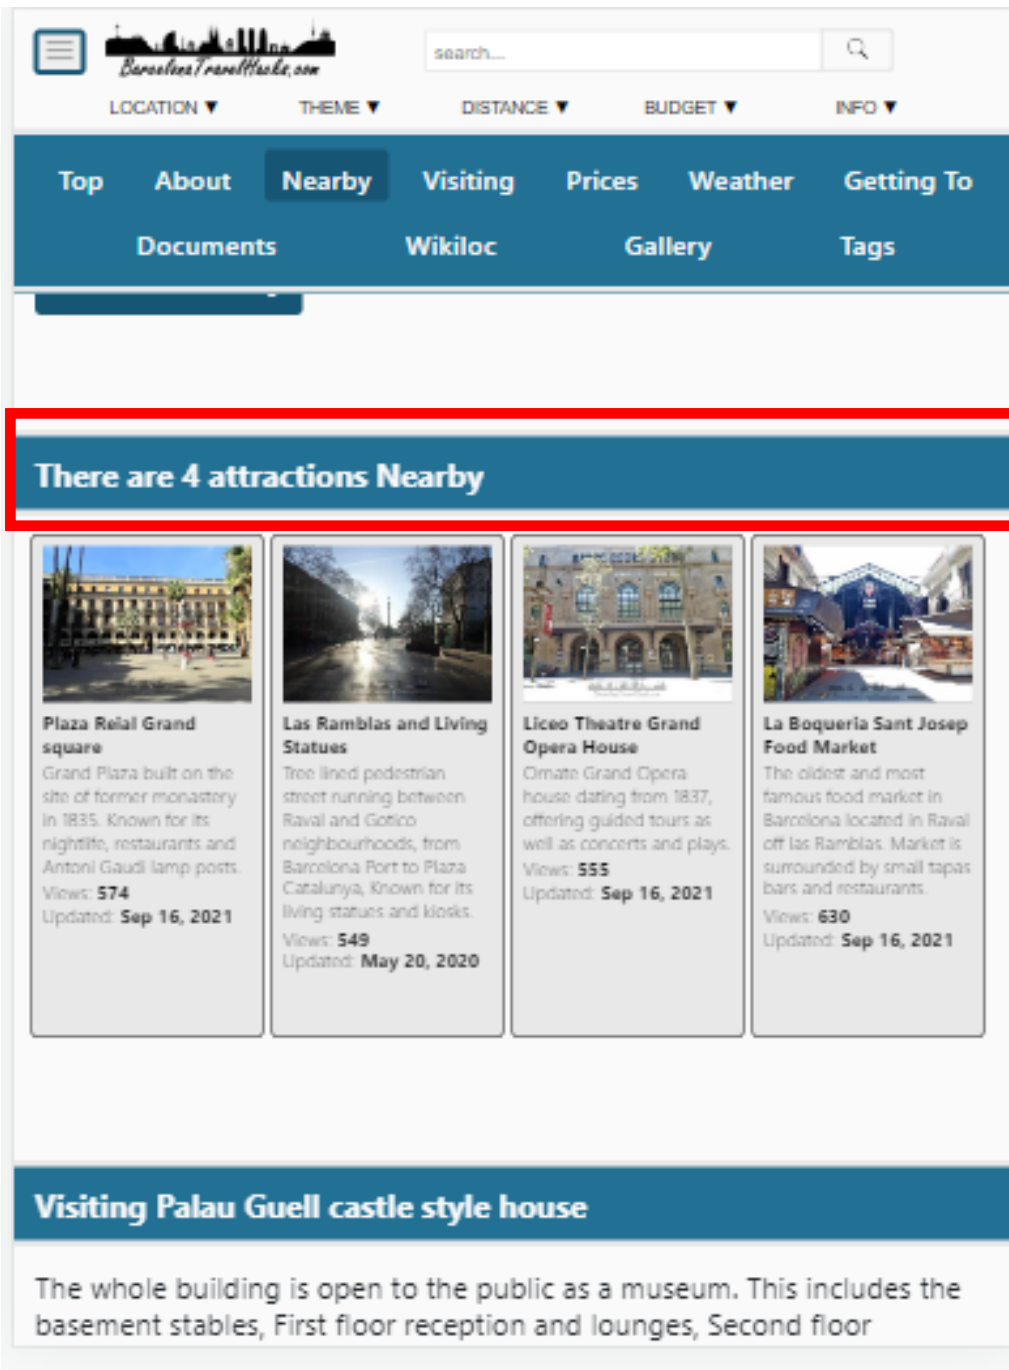 BarcelonaTravelHacks.com
search....
LOCATION ▼ THEME ▼ DISTANCE ▼ BUDGET ▼ INFO ▼
Top About Nearby Visiting Prices Weather Getting To
Documents Wikiloc Gallery Tags
There are 4 attractions Nearby
Plaza Reial Grand
square
Grand Plaza built on the
site of former monastery
in 1835. Known for its
nightlife, restaurants and
Antoni Gaudi lamp posts.
Views: 574
Updated: Sep 16, 2021
Las Ramblas and Living
Statues
Tree lined pedestrian
street running between
Raval and Gotico
neighbourhoods, from
Barcelona Port to Plaza
Catalunya, Known for its
living statues and kiosks.
Views: 549
Updated: May 20, 2020
Liceo Theatre Grand
Opera House
Ornate Grand Opera
house dating from 1837,
offering guided tours as
well as concerts and plays.
Views: 555
Updated: Sep 16, 2021
La Boqueria Sant Josep
Food Market
The oldest and most
famous food market in
Barcelona located in Raval
off las Ramblas. Market is
surrounded by small tapas
bars and restaurants.
Views: 630
Updated: Sep 16, 2021
Visiting Palau Guell castle style house
The whole building is open to the public as a museum. This includes the
basement stables, First floor reception and lounges, Second floor